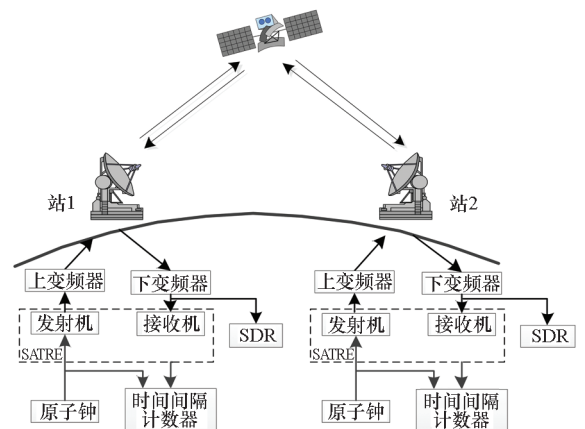 站1
站2
上变频器
下变频器
上变频器
下变频器
发射机
接收机
SDR
发射机
接收机
SDR
SATRE
SATRE
原子钟
时间间隔
计数器
原子钟
时间间隔
计数器